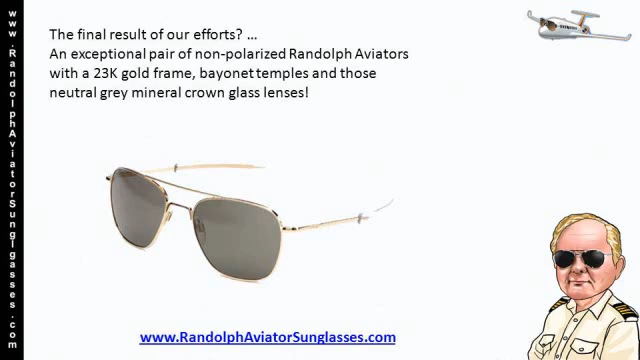 www.RandolphAviatorSunglgasses.com
The final result of our efforts? …
An exceptional pair of non-polarized Randolph Aviators
with a 23K gold frame, bayonet temples and those
neutral grey mineral crown glass lenses!
www.RandolphAviatorSunglasses.com